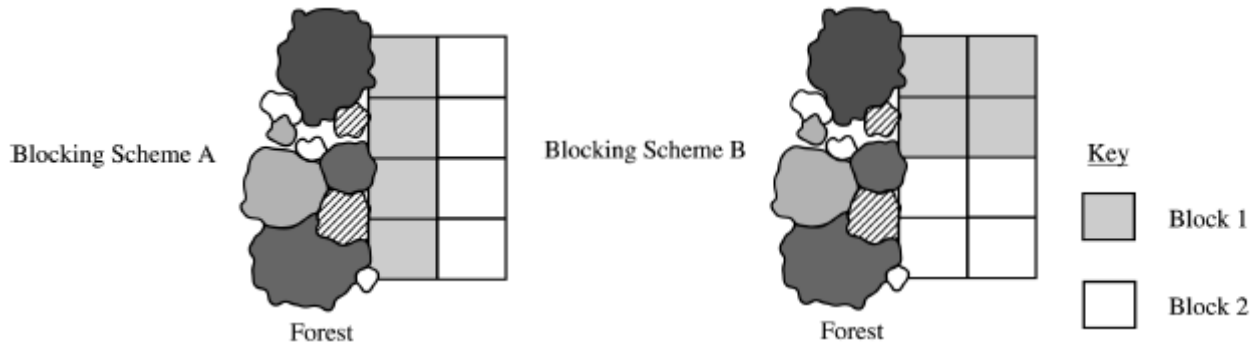 Blocking Scheme A
Forest
Blocking Scheme B
Forest
Key
Block 1
Block 2